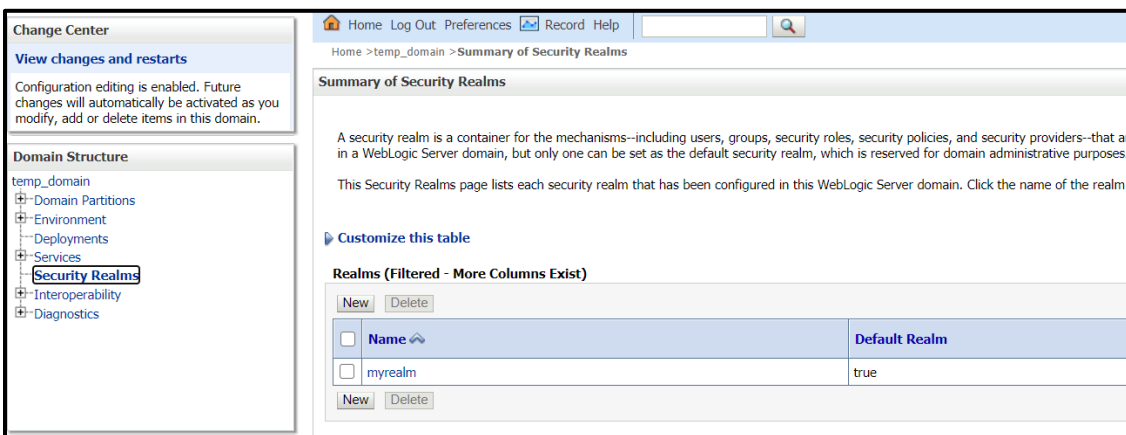 Change Center
View changes and restarts
Configuration editing is enabled. Future
changes will automatically be activated as you
modify, add or delete items in this domain.
Domain Structure
temp_domain
Domain Partitions
Environment
Deployments
Services
Security Realms
Interoperability
Diagnostics
Home Log Out Preferences Record Help
Home >temp_domain >Summary of Security Realms
Summary of Security Realms
A security realm is a container for the mechanisms--including users, groups, security roles, security policies, and security providers--that
in a WebLogic Server domain, but only one can be set as the default security realm, which is reserved for domain administrative purposes
This Security Realms page lists each security realm that has been configured in this WebLogic Server domain. Click the name of the realm
Customize this table
Realms (Filtered - More Columns Exist)
New Delete
Name Default Realm
myrealm true
New Delete